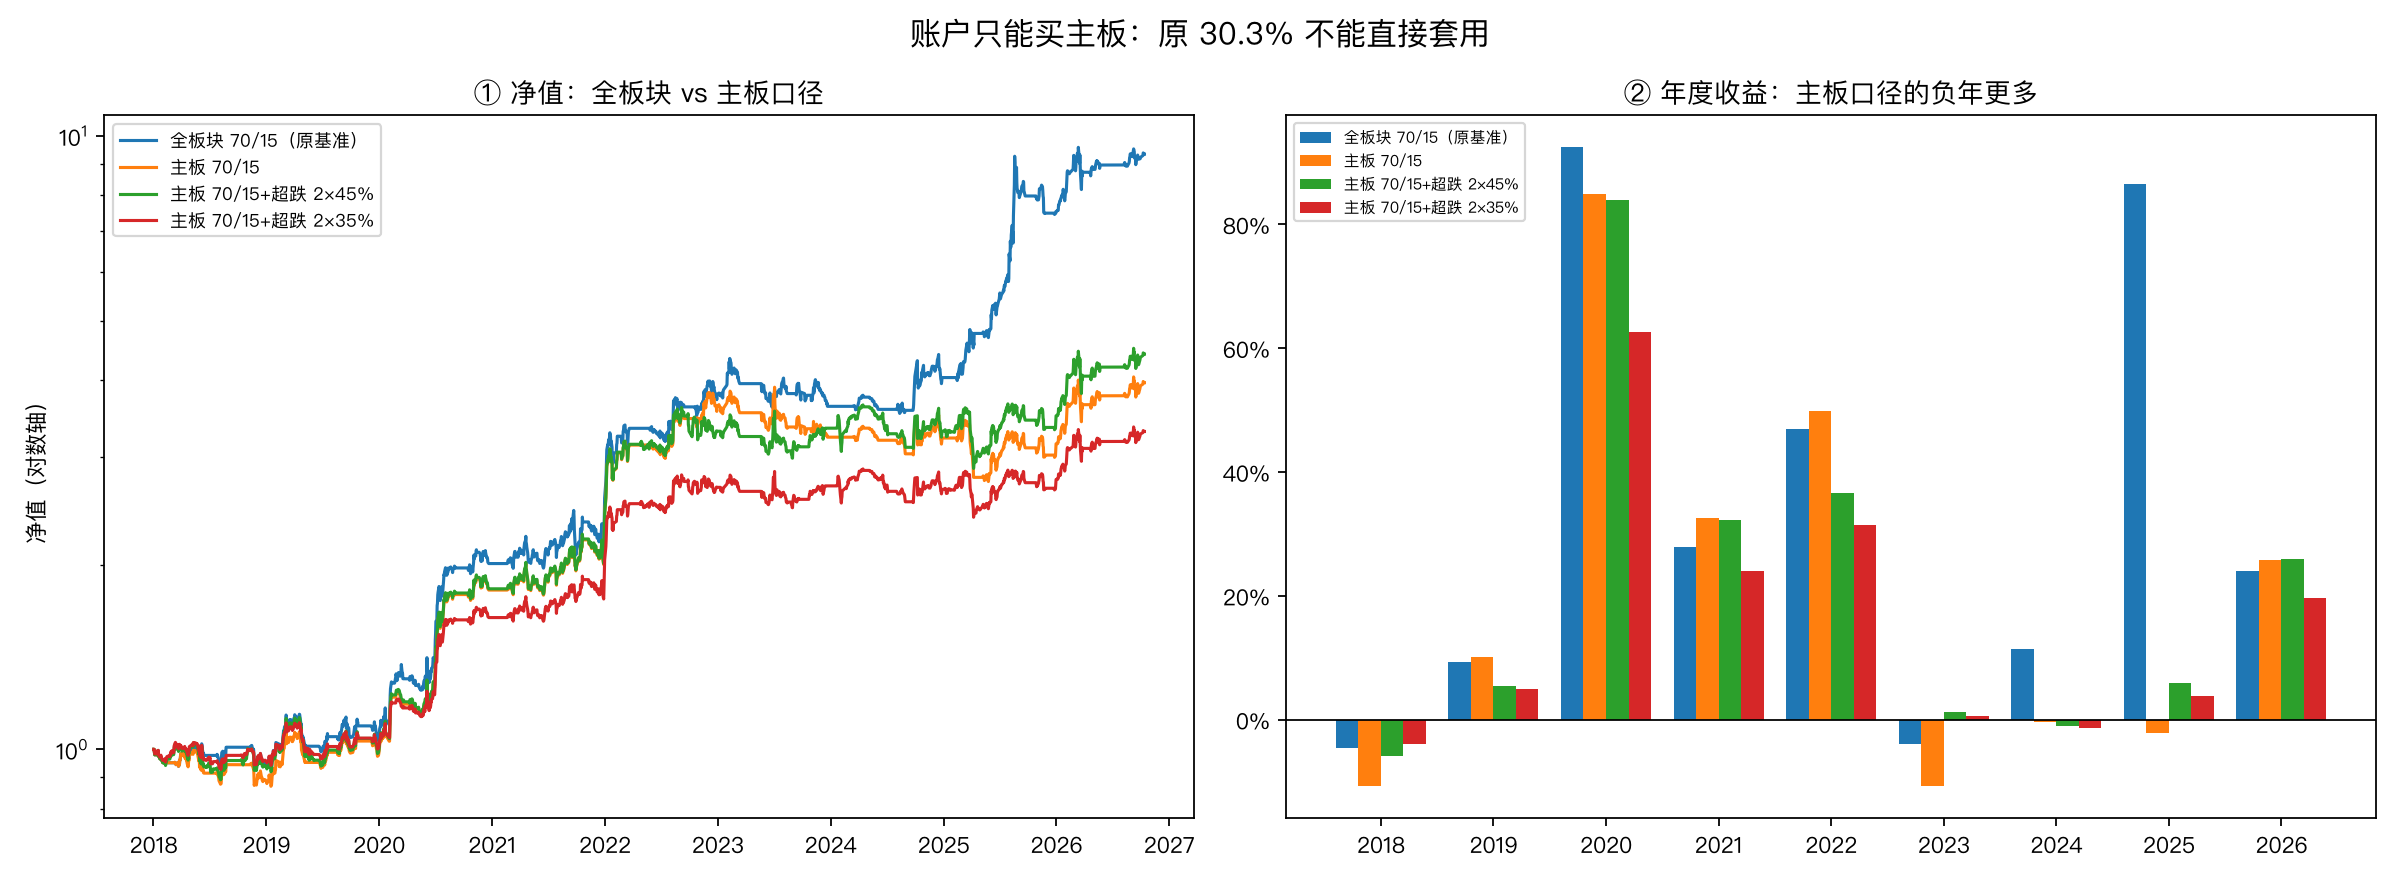 账户只能买主板：原 30.3% 不能直接套用
① 净值：全板块 vs 主板口径
全板块 70/15（原基准）
主板 70/15
主板 70/15+超跌 2×45%
主板 70/15+超跌 2×35%
10¹
10⁰
净值（对数轴）
2018 2019 2020 2021 2022 2023 2024 2025 2026 2027
② 年度收益：主板口径的负年更多
全板块 70/15（原基准）
主板 70/15
主板 70/15+超跌 2×45%
主板 70/15+超跌 2×35%
80%
60%
40%
20%
0%
2018 2019 2020 2021 2022 2023 2024 2025 2026